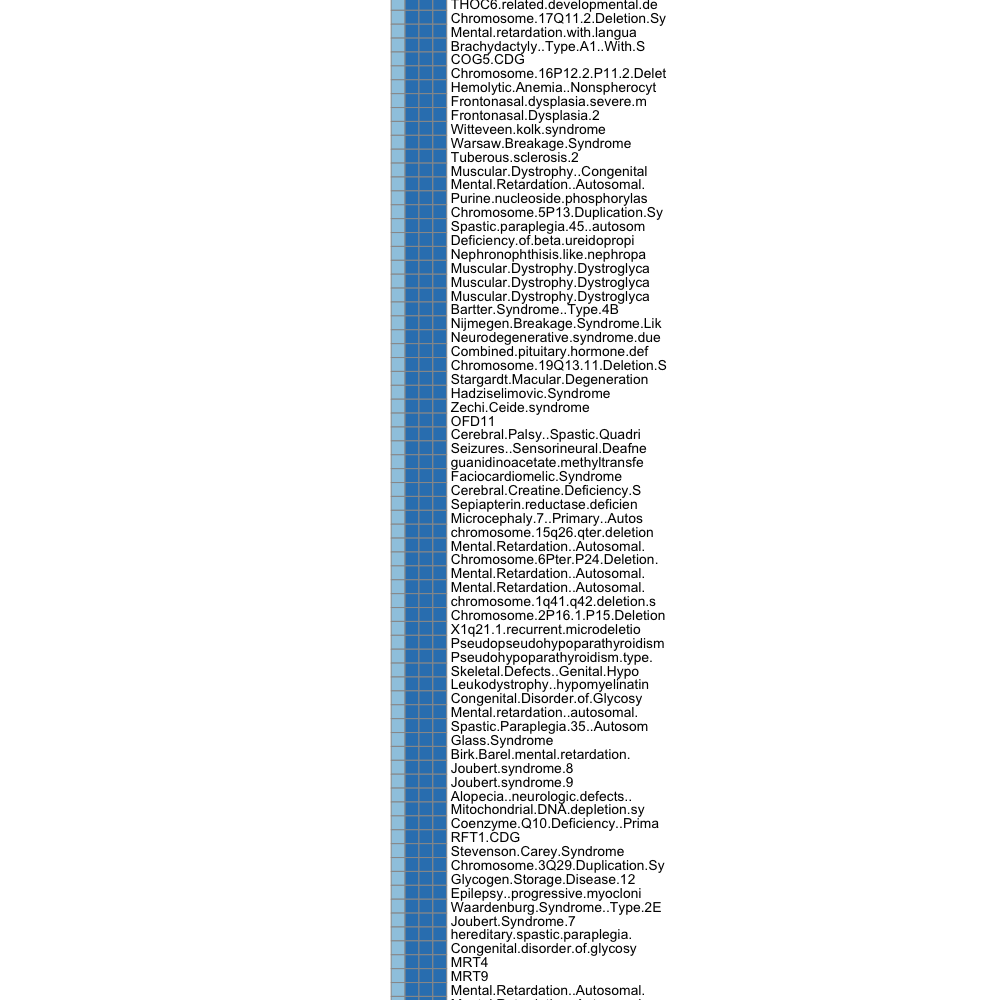 THOC6.related.developmental.de
Chromosome.17Q11.2.Deletion.Sy
Mental.retardation.with.langua
Brachydactyly..Type.A1..With.S
COG5.CDG
Chromosome.16P12.2.P11.2.Delet
Hemolytic.Anemia..Nonspherocyt
Frontonasal.dysplasia.severe.m
Frontonasal.Dysplasia.2
Witteveen.kolk.syndrome
Warsaw.Breakage.Syndrome
Tuberous.sclerosis.2
Muscular.Dystrophy..Congenital
Mental.Retardation..Autosomal.
Purine.nucleoside.phosphorylas
Chromosome.5P13.Duplication.Sy
Spastic.paraplegia.45..autosom
Deficiency.of.beta.ureidopropi
Nephronophthisis.like.nephropa
Muscular.Dystrophy.Dystroglyca
Muscular.Dystrophy.Dystroglyca
Muscular.Dystrophy.Dystroglyca
Bartter.Syndrome..Type.4B
Nijmegen.Breakage.Syndrome.Lik
Neurodegenerative.syndrome.due
Combined.pituitary.hormone.def
Chromosome.19Q13.11.Deletion.S
Stargardt.Macular.Degeneration
Hadziselimovic.Syndrome
Zechi.Ceide.syndrome
OFD11
Cerebral.Palsy..Spastic.Quadri
Seizures..Sensorineural.Deafne
guanidinoacetate.methyltransfe
Faciocardiomelic.Syndrome
Cerebral.Creatine.Deficiency.S
Sepiapterin.reductase.deficien
Microcephaly.7..Primary..Autos
chromosome.15q26.qter.deletion
Mental.Retardation..Autosomal.
Chromosome.6Pter.P24.Deletion.
Mental.Retardation..Autosomal.
Mental.Retardation..Autosomal.
chromosome.1q41.q42.deletion.s
Chromosome.2P16.1.P15.Deletion
X1q21.1.recurrent.microdeletio
Pseudopseudohypoparathyroidism
Pseudohypoparathyroidism.type.
Skeletal.Defects..Genital.Hypo
Leukodystrophy..hypomyelinatin
Congenital.Disorder.of.Glycosy
Mental.retardation..autosomal.
Spastic.Paraplegia.35..Autosom
Glass.Syndrome
Birk.Barel.mental.retardation.
Joubert.syndrome.8
Joubert.syndrome.9
Alopecia..neurologic.defects..
Mitochondrial.DNA.depletion.sy
Coenzyme.Q10.Deficiency..Prima
RFT1.CDG
Stevenson.Carey.Syndrome
Chromosome.3Q29.Duplication.Sy
Glycogen.Storage.Disease.12
Epilepsy..progressive.myocloni
Waardenburg.Syndrome..Type.2E
Joubert.Syndrome.7
hereditary.spastic.paraplegia.
Congenital.disorder.of.glycosy
MRT4
MRT9
Mental.Retardation..Autosomal.